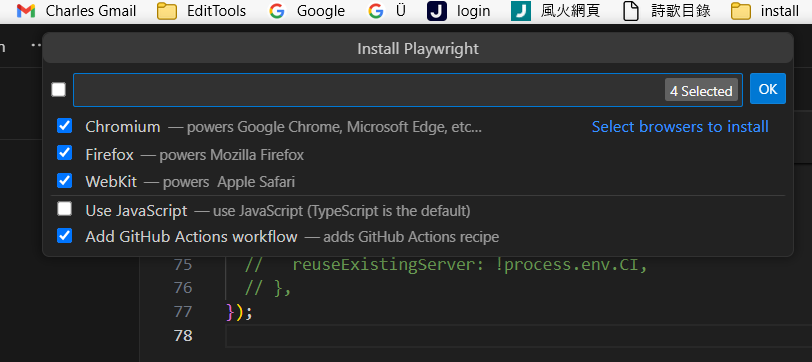 Charles Gmail EditTools Google Ü login 風火網頁 詩歌目錄 install
n ··
Install Playwright
4 Selected OK
Chromium — powers Google Chrome, Microsoft Edge, etc... Select browsers to install
Firefox — powers Mozilla Firefox
WebKit — powers Apple Safari
Use JavaScript — use JavaScript (TypeScript is the default)
Add GitHub Actions workflow — adds GitHub Actions recipe
75 //   reuseExistingServer: !process.env.CI,
76 // },
77 });
78